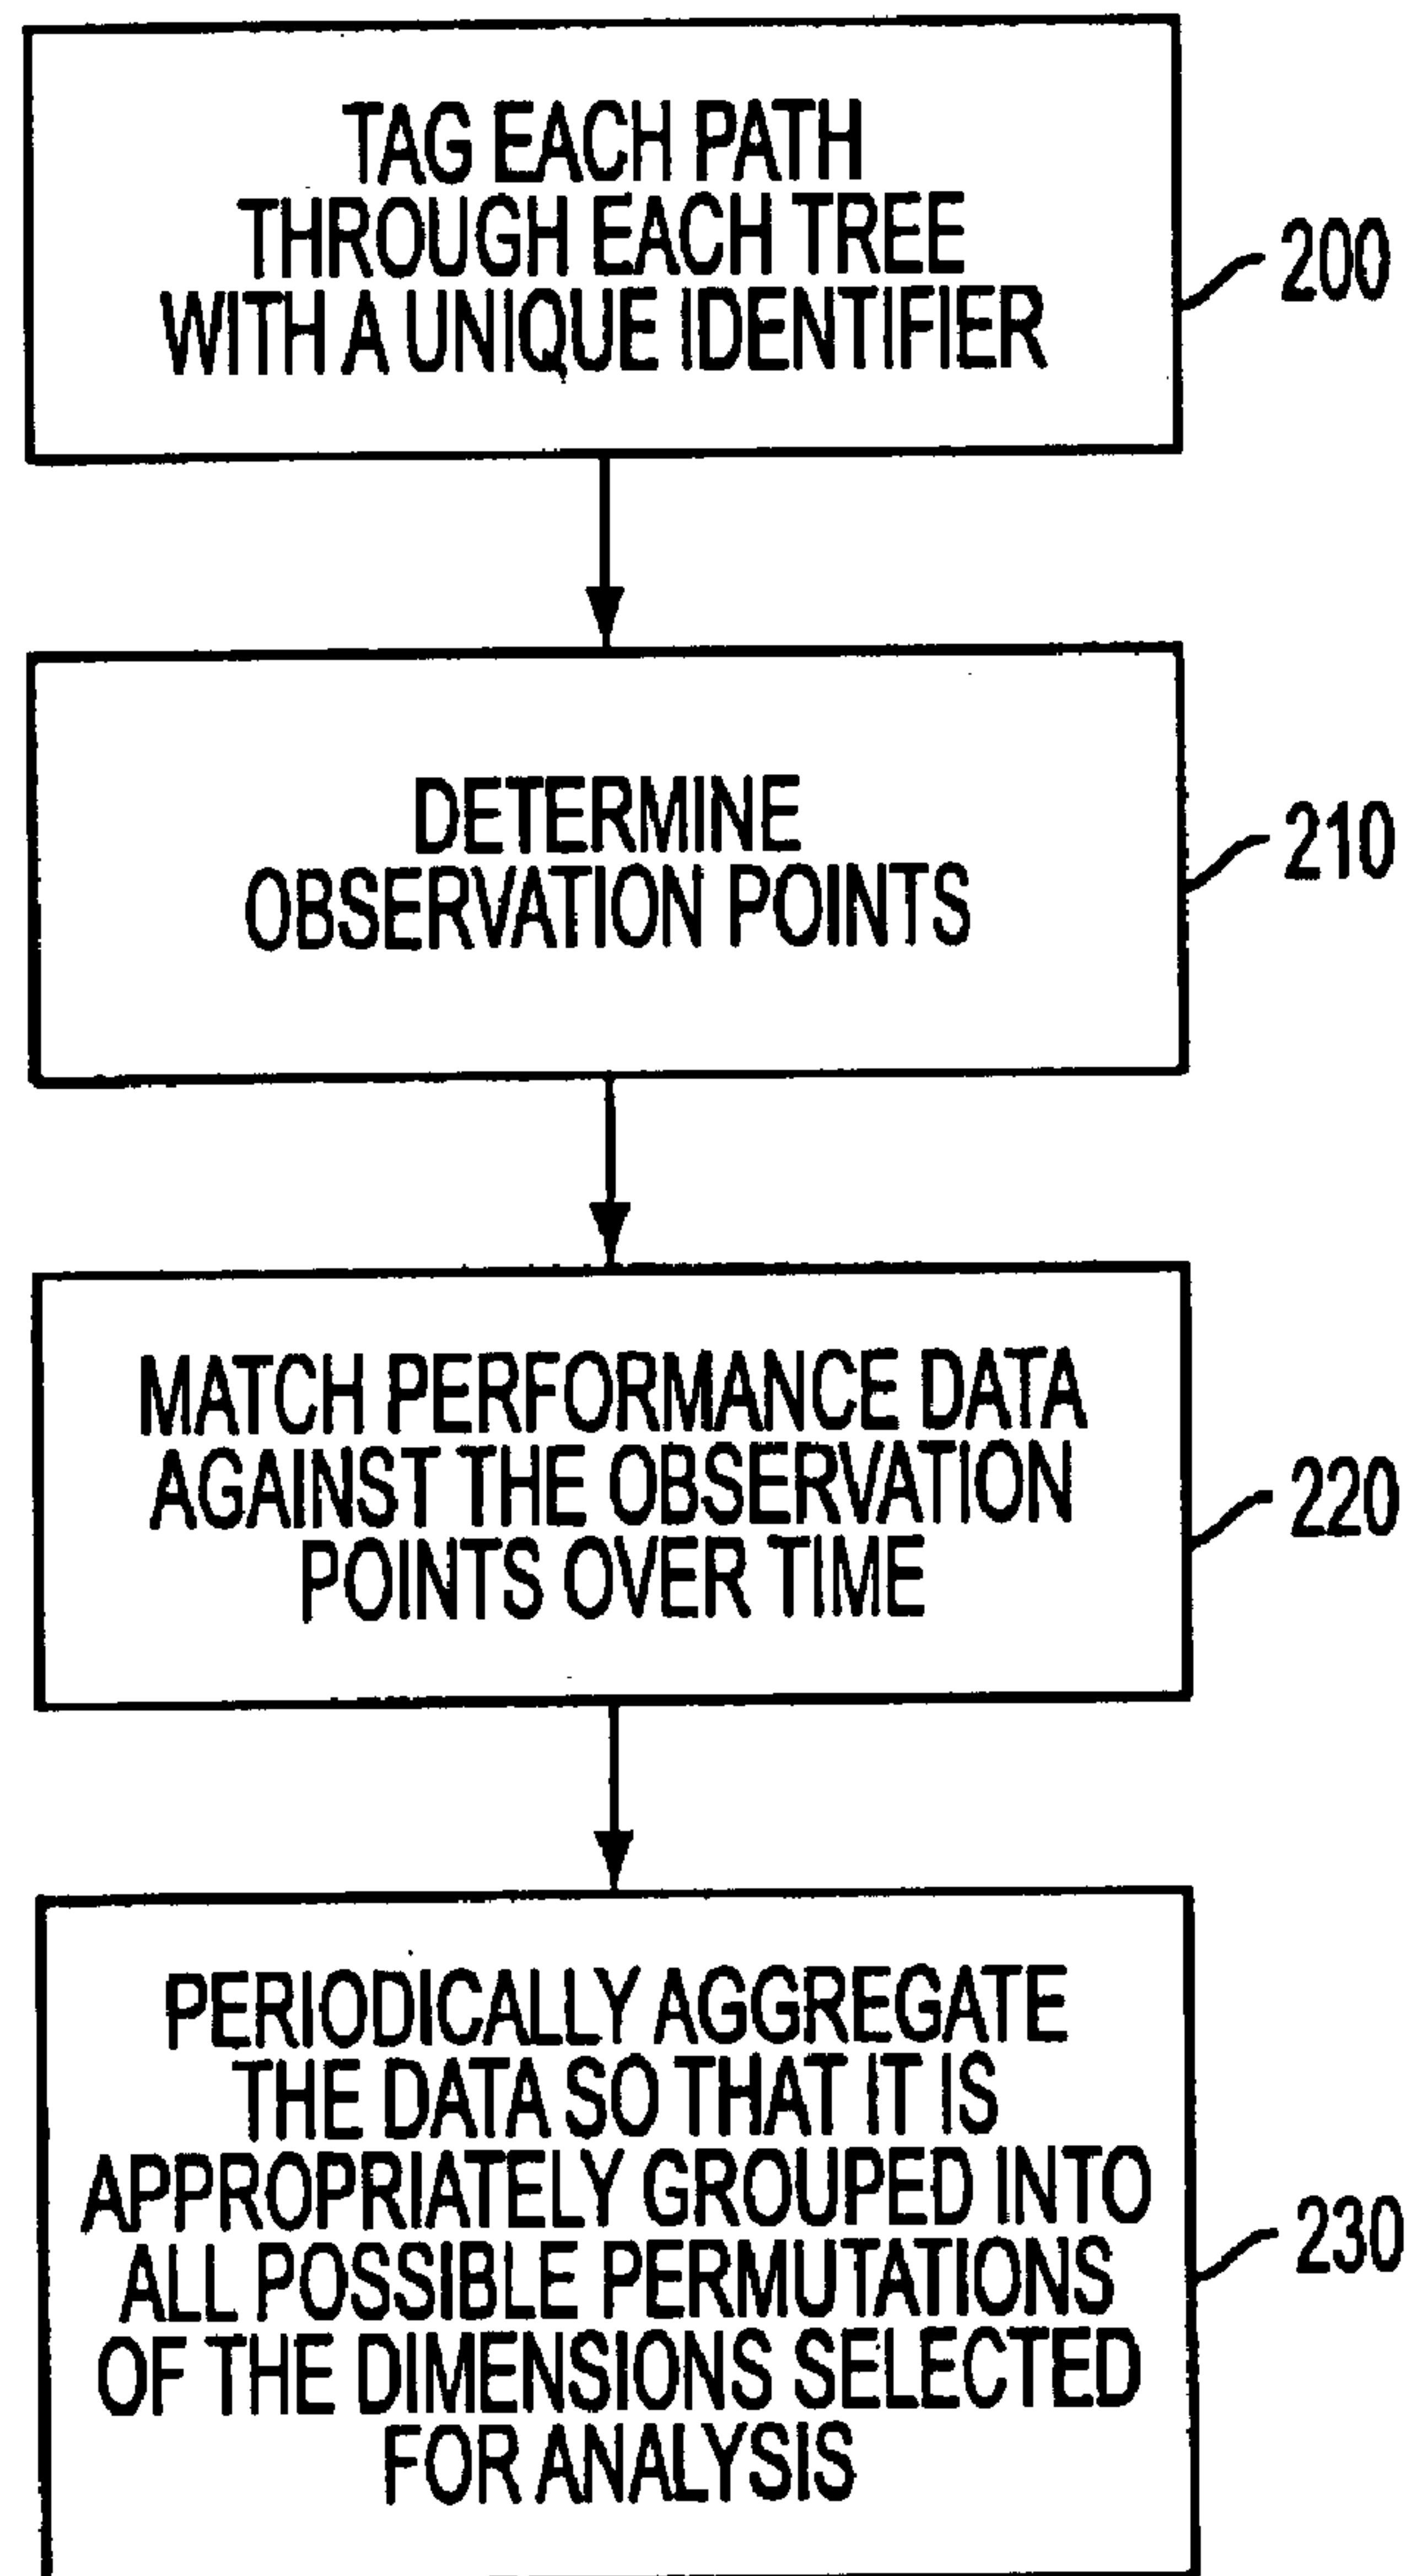 TAG EACH PATH
THROUGH EACH TREE
WITH A UNIQUE IDENTIFIER
200
DETERMINE
OBSERVATION POINTS
210
MATCH PERFORMANCE DATA
AGAINST THE OBSERVATION
POINTS OVER TIME
220
PERIODICALLY AGGREGATE
THE DATA SO THAT IT IS
APPROPRIATELY GROUPED INTO
ALL POSSIBLE PERMUTATIONS
OF THE DIMENSIONS SELECTED
FOR ANALYSIS
230